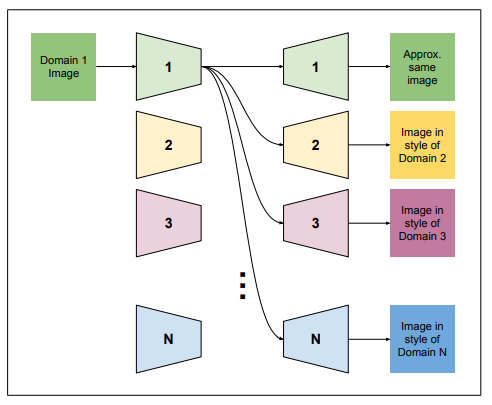 Domain 1
Image
1
1
Approx.
same
image
2
2
Image in
style of
Domain 2
3
3
Image in
style of
Domain 3
N
N
Image in
style of
Domain N